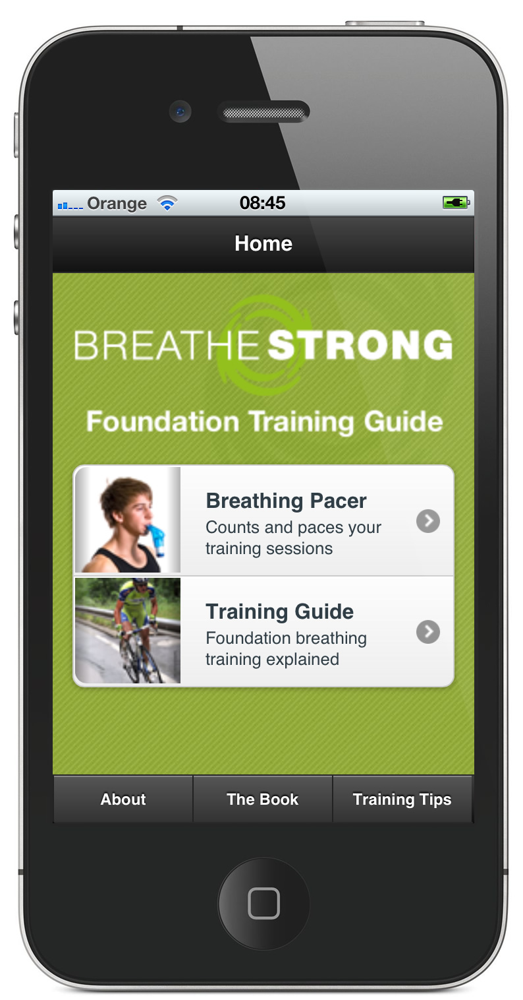 Orange 08:45
Home
BREATHE STRONG
Foundation Training Guide
Breathing Pacer
Counts and paces your
training sessions
Training Guide
Foundation breathing
training explained
About The Book Training Tips